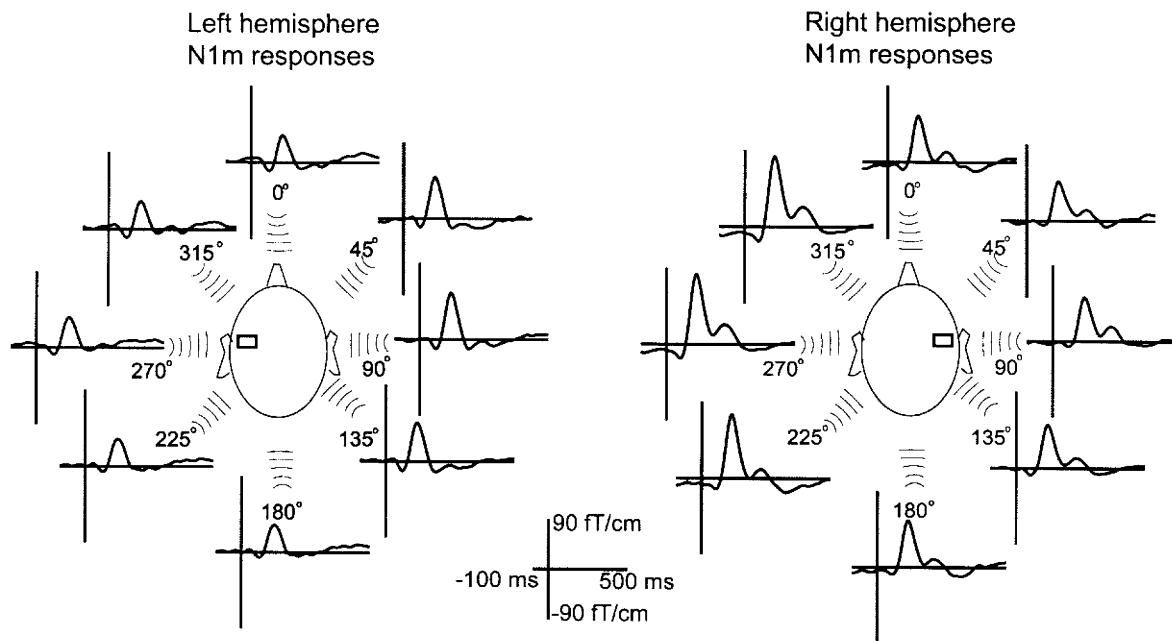 Left hemisphere
N1m responses
0°
45°
90°
135°
180°
225°
270°
315°
Right hemisphere
N1m responses
0°
45°
90°
135°
180°
225°
270°
315°
90 fT/cm
-100 ms
500 ms
-90 fT/cm